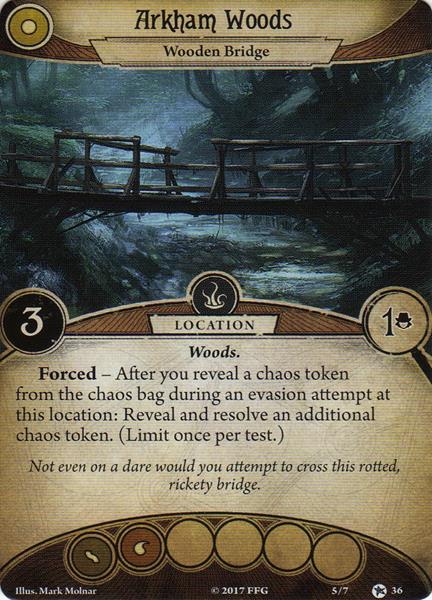 Arkham Woods
Wooden Bridge
3
1
LOCATION
Woods.
Forced – After you reveal a chaos token
from the chaos bag during an evasion attempt at
this location: Reveal and resolve an additional
chaos token. (Limit once per test.)
Not even on a dare would you attempt to cross this rotted,
rickety bridge.
Illus. Mark Molnar © 2017 FFG 5/7 36